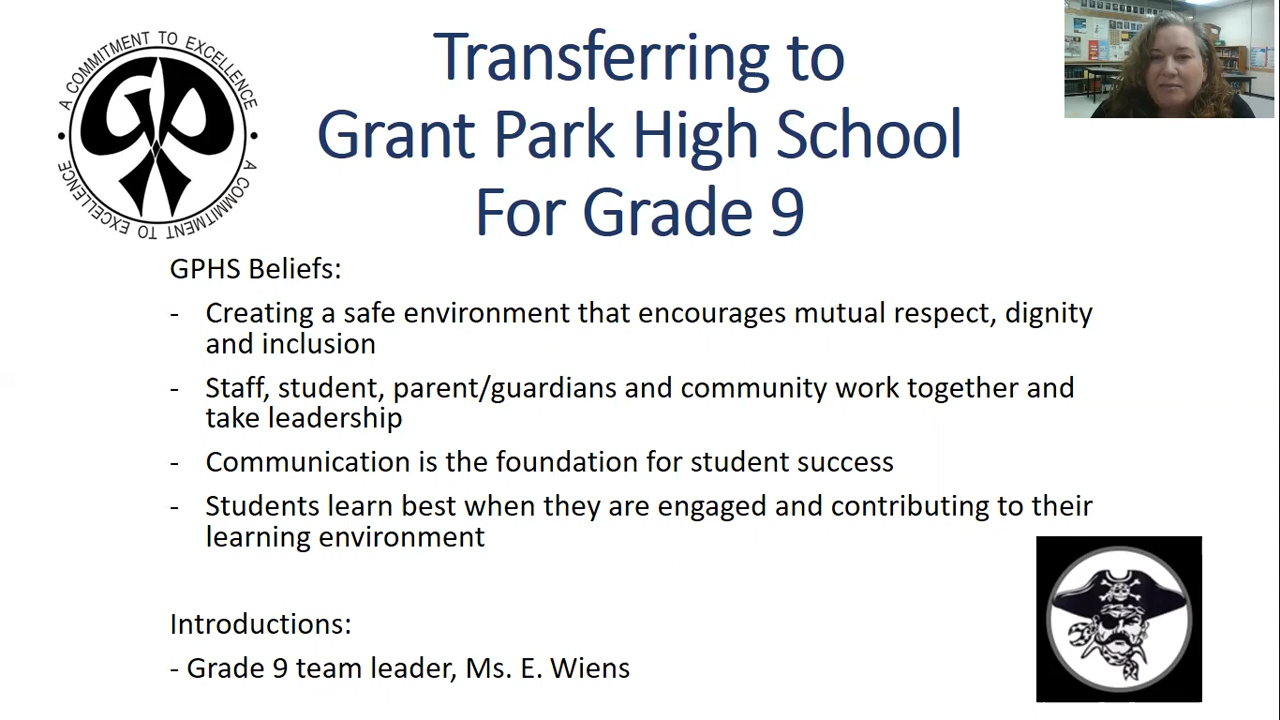 A COMMITMENT TO EXCELLENCE
A COMMITMENT TO EXCELLENCE
GP
Transferring to
Grant Park High School
For Grade 9
GPHS Beliefs:
- Creating a safe environment that encourages mutual respect, dignity
and inclusion
- Staff, student, parent/guardians and community work together and
take leadership
- Communication is the foundation for student success
- Students learn best when they are engaged and contributing to their
learning environment
Introductions:
- Grade 9 team leader, Ms. E. Wiens